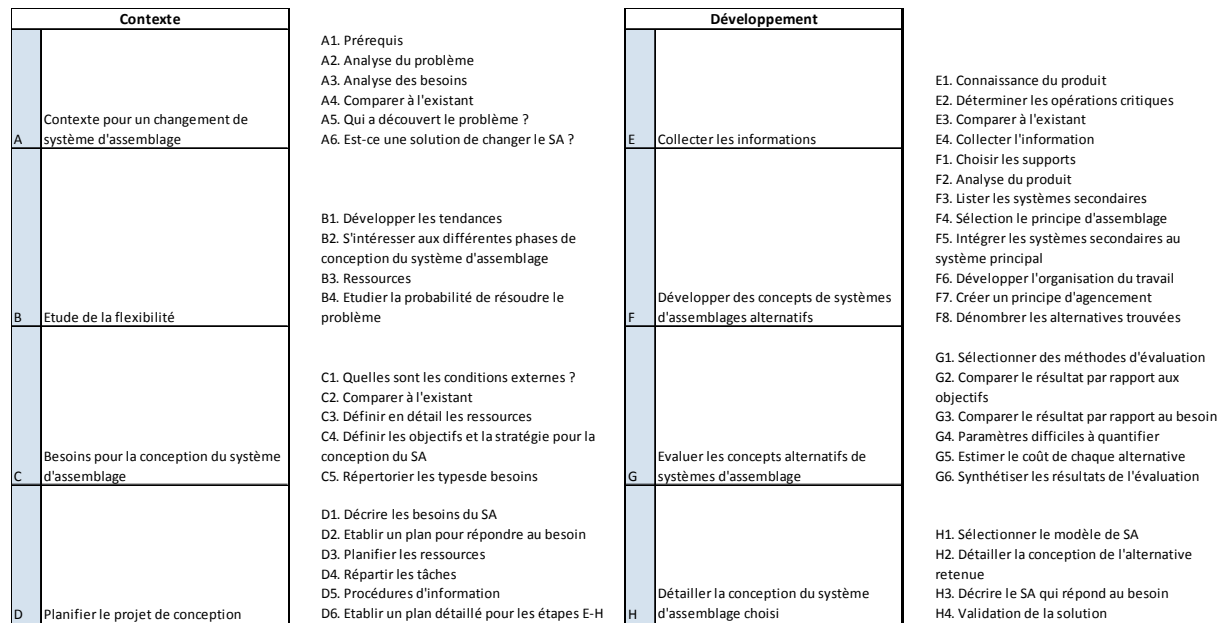 Contexte
A1. Prérequis
A2. Analyse du problème
A3. Analyse des besoins
A4. Comparer à l'existant
A5. Qui a découvert le problème ?
A6. Est-ce une solution de changer le SA ?
A
Contexte pour un changement de
système d'assemblage
B1. Développer les tendances
B2. S'intéresser aux différentes phases de
conception du système d'assemblage
B3. Ressources
B4. Etudier la probabilité de résoudre le
problème
B
Etude de la flexibilité
C1. Quelles sont les conditions externes ?
C2. Comparer à l'existant
C3. Définir en détail les ressources
C4. Définir les objectifs et la stratégie pour la
conception du SA
C5. Répertorier les typesde besoins
C
Besoins pour la conception du système
d'assemblage
D1. Décrire les besoins du SA
D2. Etablir un plan pour répondre au besoin
D3. Planifier les ressources
D4. Répartir les tâches
D5. Procédures d'information
D6. Etablir un plan détaillé pour les étapes E-H
D
Planifier le projet de conception
Développement
E1. Connaissance du produit
E2. Déterminer les opérations critiques
E3. Comparer à l'existant
E4. Collecter l'information
E
Collecter les informations
F1. Choisir les supports
F2. Analyse du produit
F3. Lister les systèmes secondaires
F4. Sélection le principe d'assemblage
F5. Intégrer les systèmes secondaires au
système principal
F6. Développer l'organisation du travail
F7. Créer un principe d'agencement
F8. Dénombrer les alternatives trouvées
F
Développer des concepts de systèmes
d'assemblages alternatifs
G1. Sélectionner des méthodes d'évaluation
G2. Comparer le résultat par rapport aux
objectifs
G3. Comparer le résultat par rapport au besoin
G4. Paramètres difficiles à quantifier
G5. Estimer le coût de chaque alternative
G6. Synthétiser les résultats de l'évaluation
G
Evaluer les concepts alternatifs de
systèmes d'assemblage
H1. Sélectionner le modèle de SA
H2. Détailler la conception de l'alternative
retenue
H3. Décrire le SA qui répond au besoin
H4. Validation de la solution
H
Détailler la conception du système
d'assemblage choisi